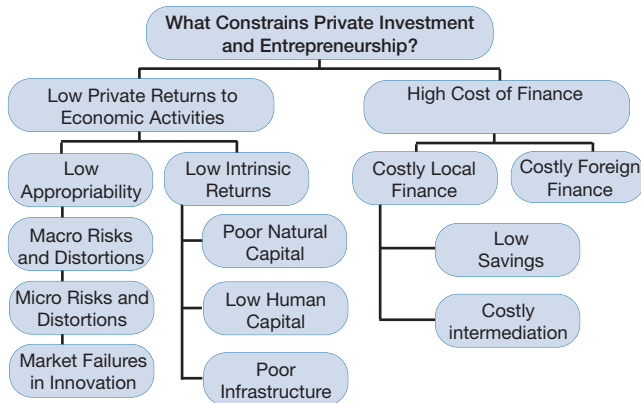 What Constrains Private Investment
and Entrepreneurship?
Low Private Returns to
Economic Activities
High Cost of Finance
Low
Appropriability
Low Intrinsic
Returns
Costly Local
Finance
Costly Foreign
Finance
Macro Risks
and Distortions
Poor Natural
Capital
Low
Savings
Micro Risks and
Distortions
Low Human
Capital
Costly
intermediation
Market Failures
in Innovation
Poor
Infrastructure